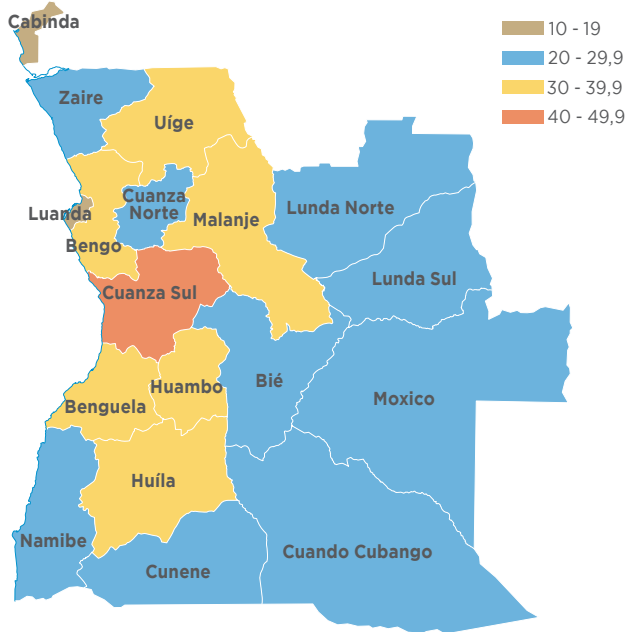 Cabinda
10 - 19
20 - 29,9
30 - 39,9
40 - 49,9
Zaire
Uíge
Cuanza
Norte
Luanda
Malanje
Lunda Norte
Bengo
Lunda Sul
Cuanza Sul
Bié
Huambo
Moxico
Benguela
Huíla
Namibe
Cuando Cubango
Cunene